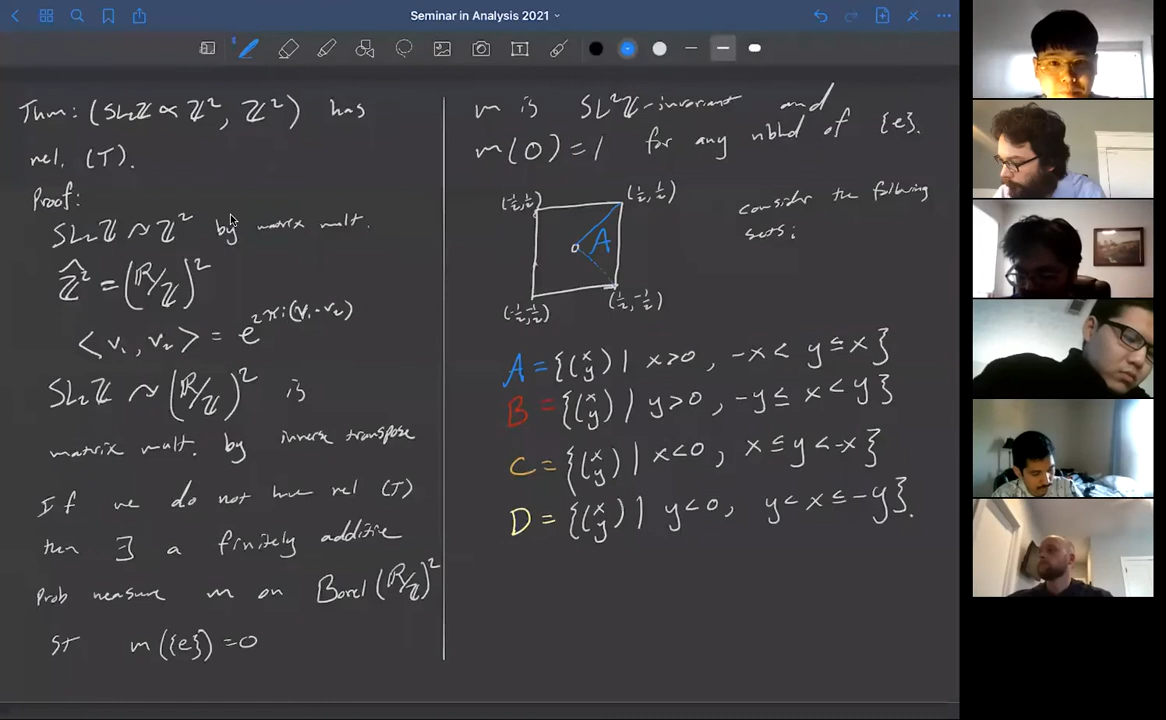 Seminar in Analysis 2021
Thm: (SL₂ℤ ∝ ℤ², ℤ²) has
rel. (T).
Proof:
SL₂ℤ ↷ ℤ² by matrix mult.
ℤ̂² = (ℝ/ℤ)²
<v₁, v₂> = e^{2πi(v₁·v₂)}
SL₂ℤ ↷ (ℝ/ℤ)² is
matrix mult. by inverse transpose
If we do not have rel (T)
then ∃ a finitely additive
Prob measure m on Borel(ℝ/ℤ)²
ST m({e})=0
m is SL²ℤ-invariant and
m(O)=1 for any nbhd of {e}.
(-½,½) (½,½)
consider the following
sets:
0 A
(-½,-½) (½,-½)
A = {(x y) | x>0, -x< y≤x}
B = {(x y) | y>0, -y≤ x<y}
C = {(x y) | x<0, x≤y<-x}
D = {(x y) | y<0, y<x≤-y}.